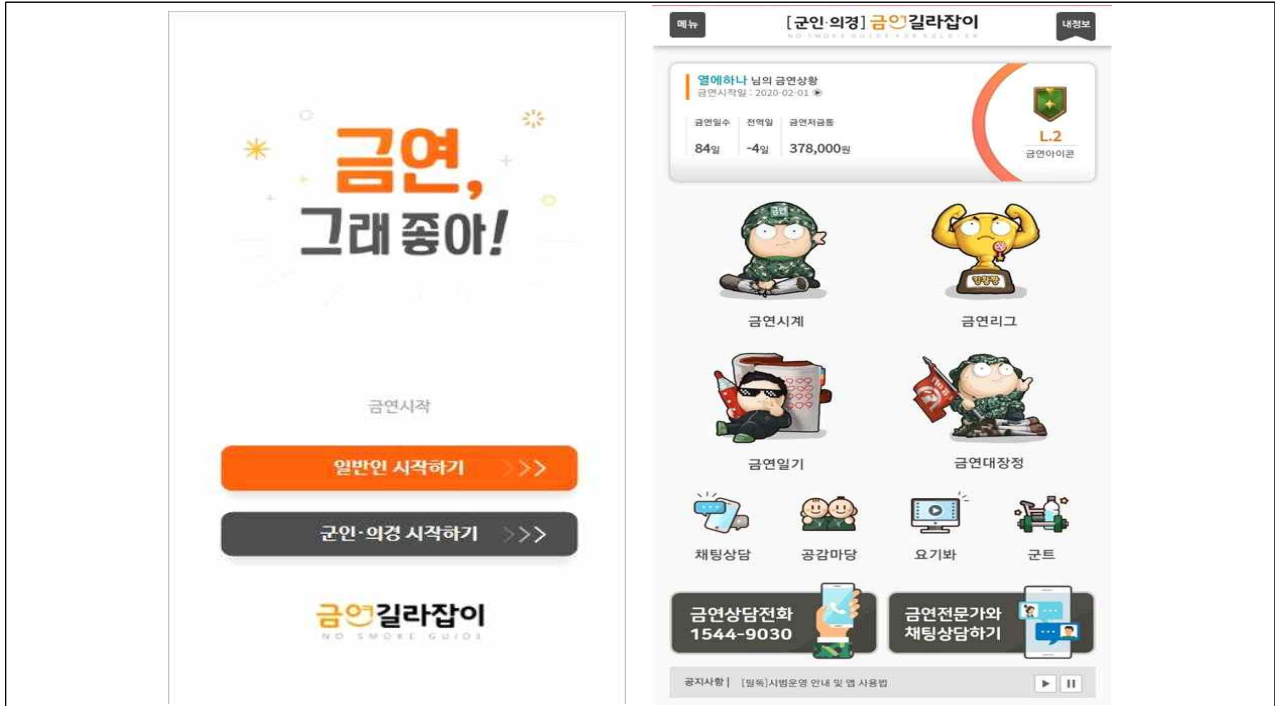 금연,
그래 좋아!
금연시작
일반인 시작하기
군인·의경 시작하기
금연길라잡이
NO SMOKE GUIDE
메뉴
[군인·의경] 금연길라잡이
NO SMOKE GUIDE FOR SOLDIER
내정보
열에하나 님의 금연상황
금연시작일 : 2020-02-01
금연일수 전역일 금연저금통
84일 -4일 378,000원
L.2
금연아이콘
금연
금연시계
금연리그
금연일기
금연대장정
채팅상담
공감마당
요기봐
군트
금연상담전화
1544-9030
금연전문가와
채팅상담하기
공지사항 | [필독]시범운영 안내 및 앱 사용법